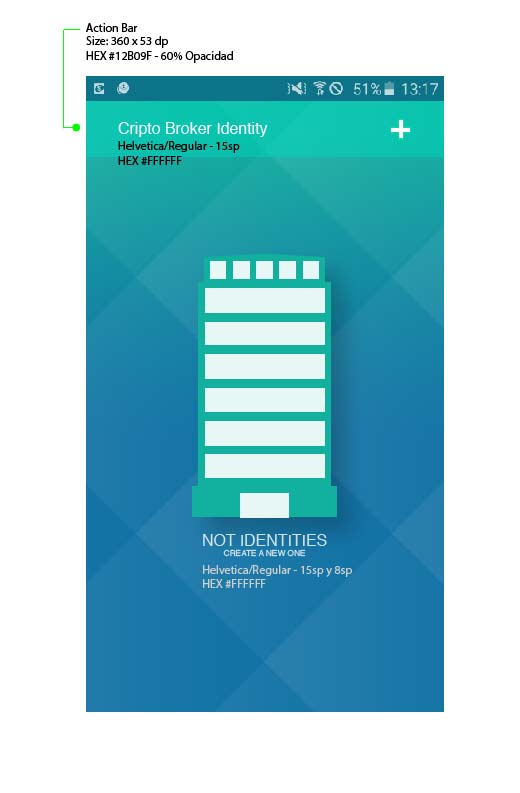 Action Bar
Size: 360 x 53 dp
HEX #12B09F - 60% Opacidad
51% 13:17
Cripto Broker Identity
Helvetica/Regular - 15sp
HEX #FFFFFF
NOT IDENTITIES
CREATE A NEW ONE
Helvetica/Regular - 15sp y 8sp
HEX #FFFFFF